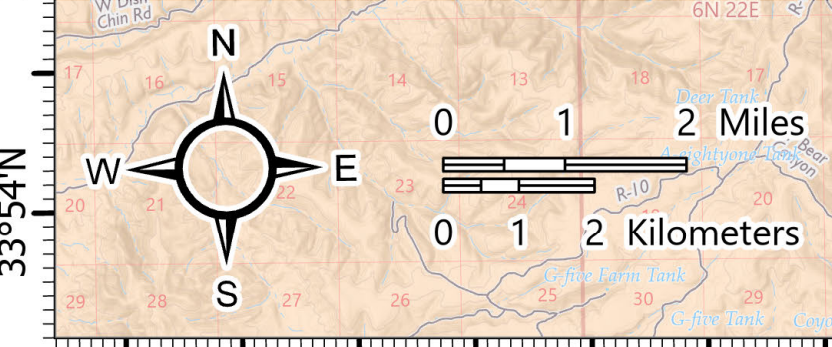 W Dish
Chin Rd
6N 22E
R-
N
17
16
15
14
13
18
17
Deer Tank
0 1 2 Miles
W
E
A eightyone Tank
Bear
Canyon
33°54'N
20
21
22
23
24
R-10
20
0 1 2 Kilometers
S
G-five Farm Tank
29
28
27
26
25
30
29
G-five Tank